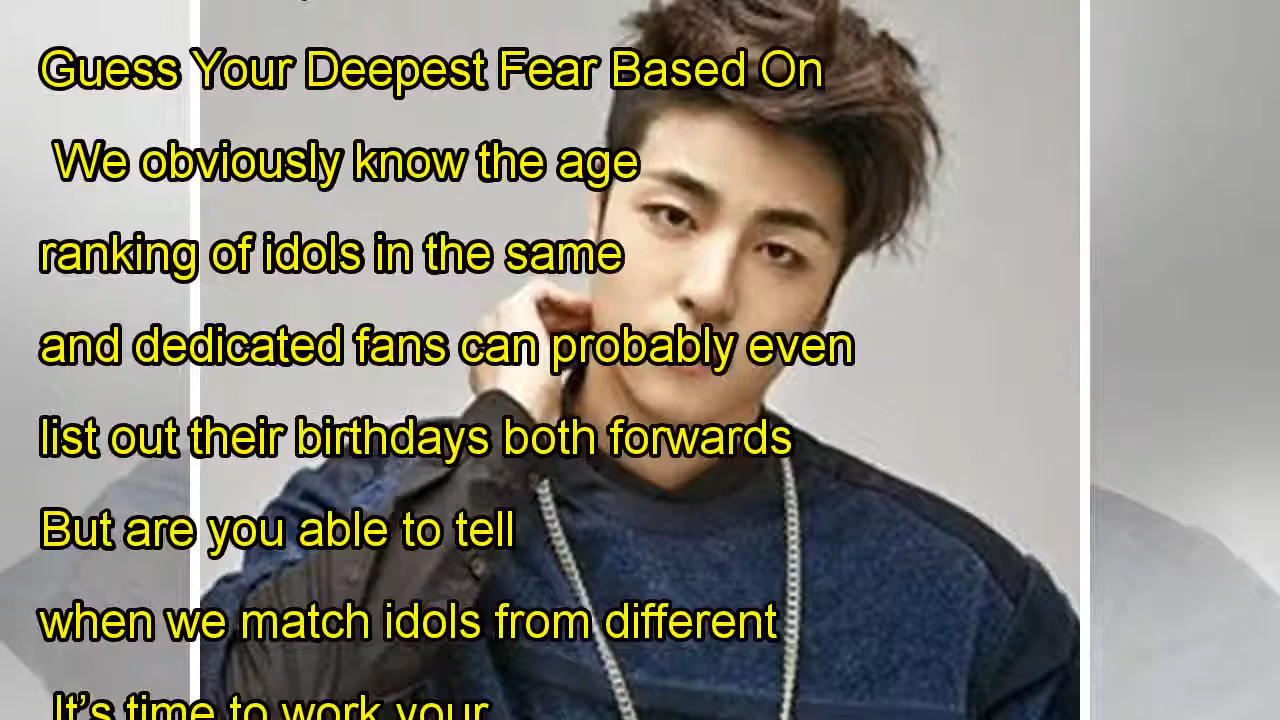 Guess Your Deepest Fear Based On
We obviously know the age
ranking of idols in the same
and dedicated fans can probably even
list out their birthdays both forwards
But are you able to tell
when we match idols from different
It’s time to work your